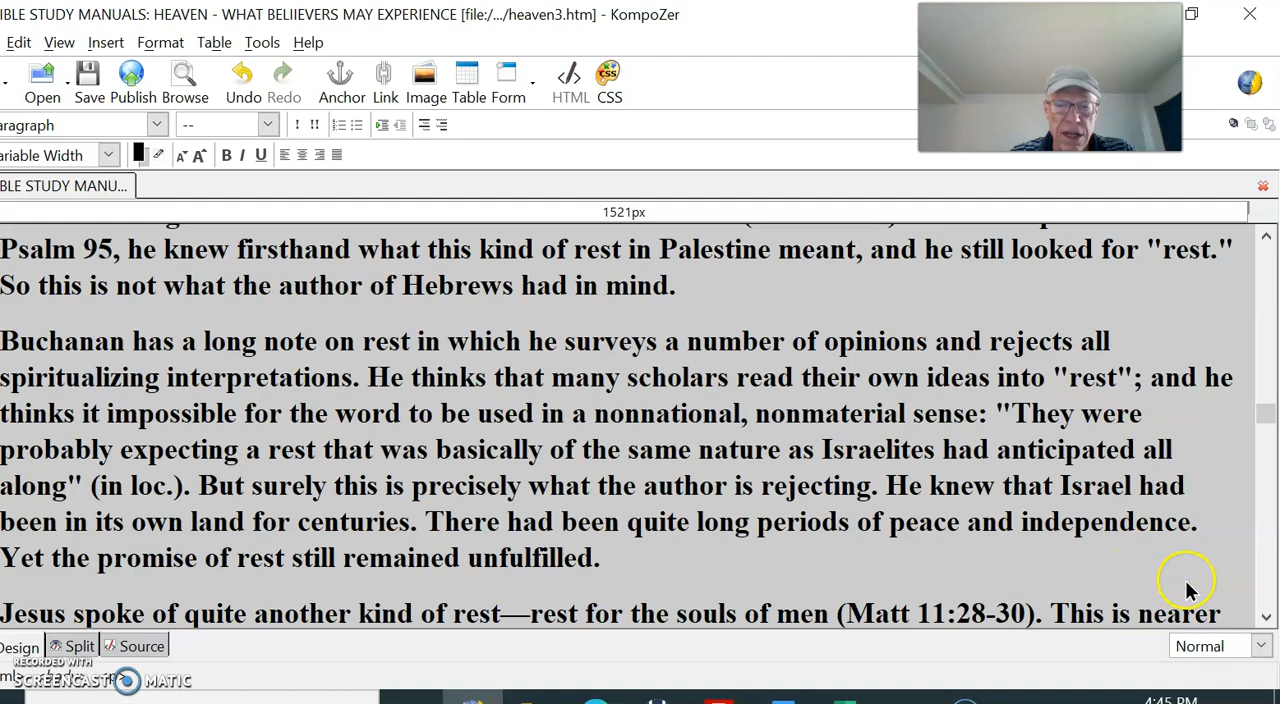 IBLE STUDY MANUALS: HEAVEN - WHAT BELIIEVERS MAY EXPERIENCE [file:/.../heaven3.htm] - KompoZer
Edit View Insert Format Table Tools Help
Open Save Publish Browse Undo Redo Anchor Link Image Table Form HTML CSS
aragraph --
ariable Width B I U
BLE STUDY MANU...
1521px
Psalm 95, he knew firsthand what this kind of rest in Palestine meant, and he still looked for "rest."
So this is not what the author of Hebrews had in mind.
Buchanan has a long note on rest in which he surveys a number of opinions and rejects all
spiritualizing interpretations. He thinks that many scholars read their own ideas into "rest"; and he
thinks it impossible for the word to be used in a nonnational, nonmaterial sense: "They were
probably expecting a rest that was basically of the same nature as Israelites had anticipated all
along" (in loc.). But surely this is precisely what the author is rejecting. He knew that Israel had
been in its own land for centuries. There had been quite long periods of peace and independence.
Yet the promise of rest still remained unfulfilled.
Jesus spoke of quite another kind of rest—rest for the souls of men (Matt 11:28-30). This is nearer
Design Split Source Normal
RECORDED WITH
SCREENCAST MATIC
4:45 PM